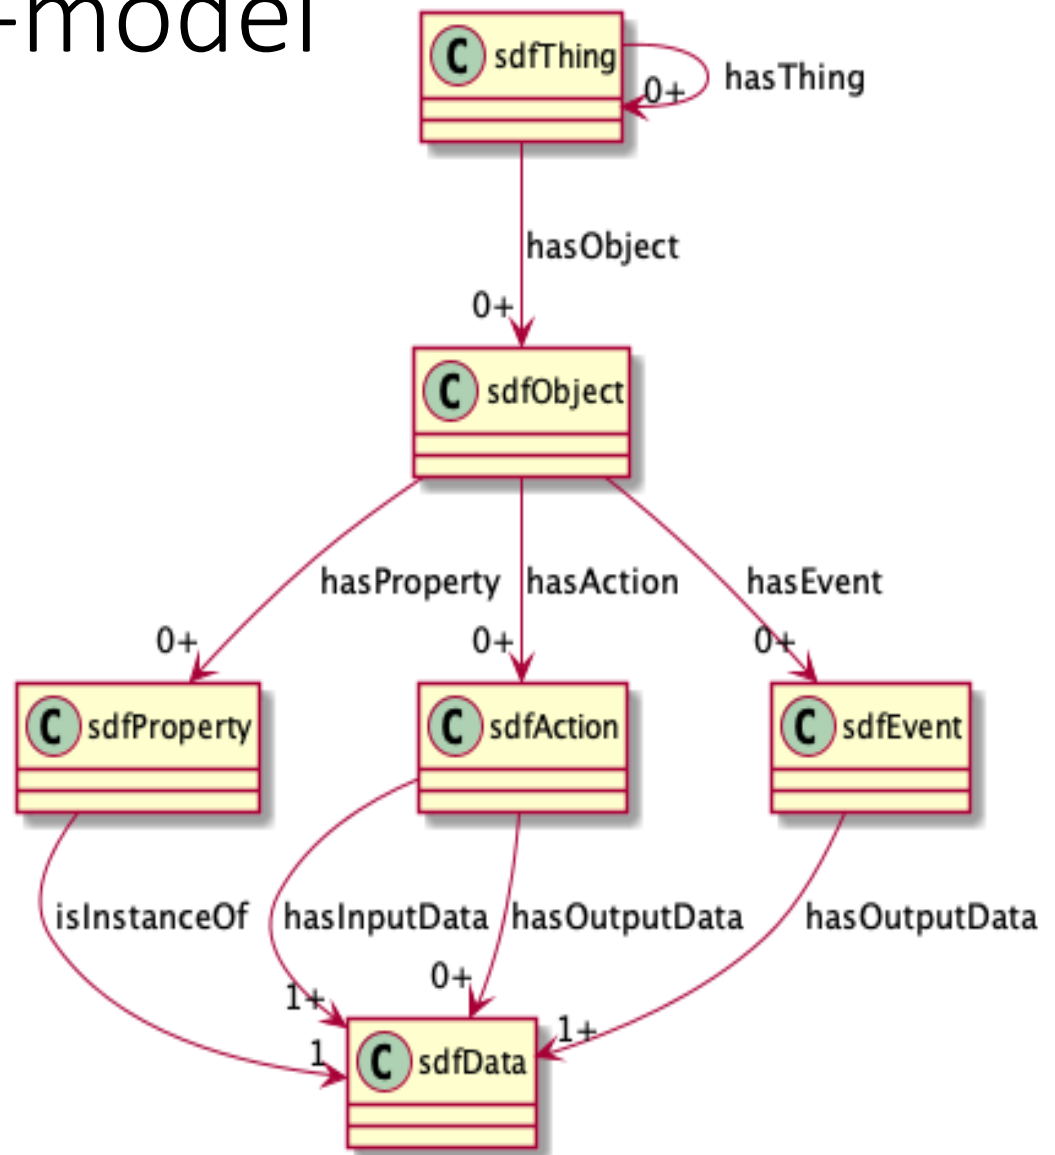 -model
C sdfThing
0+ hasThing
hasObject
0+
C sdfObject
hasProperty hasAction hasEvent
0+ 0+ 0+
C sdfProperty C sdfAction C sdfEvent
isInstanceOf hasInputData hasOutputData hasOutputData
0+
1+ 1+
1
C sdfData